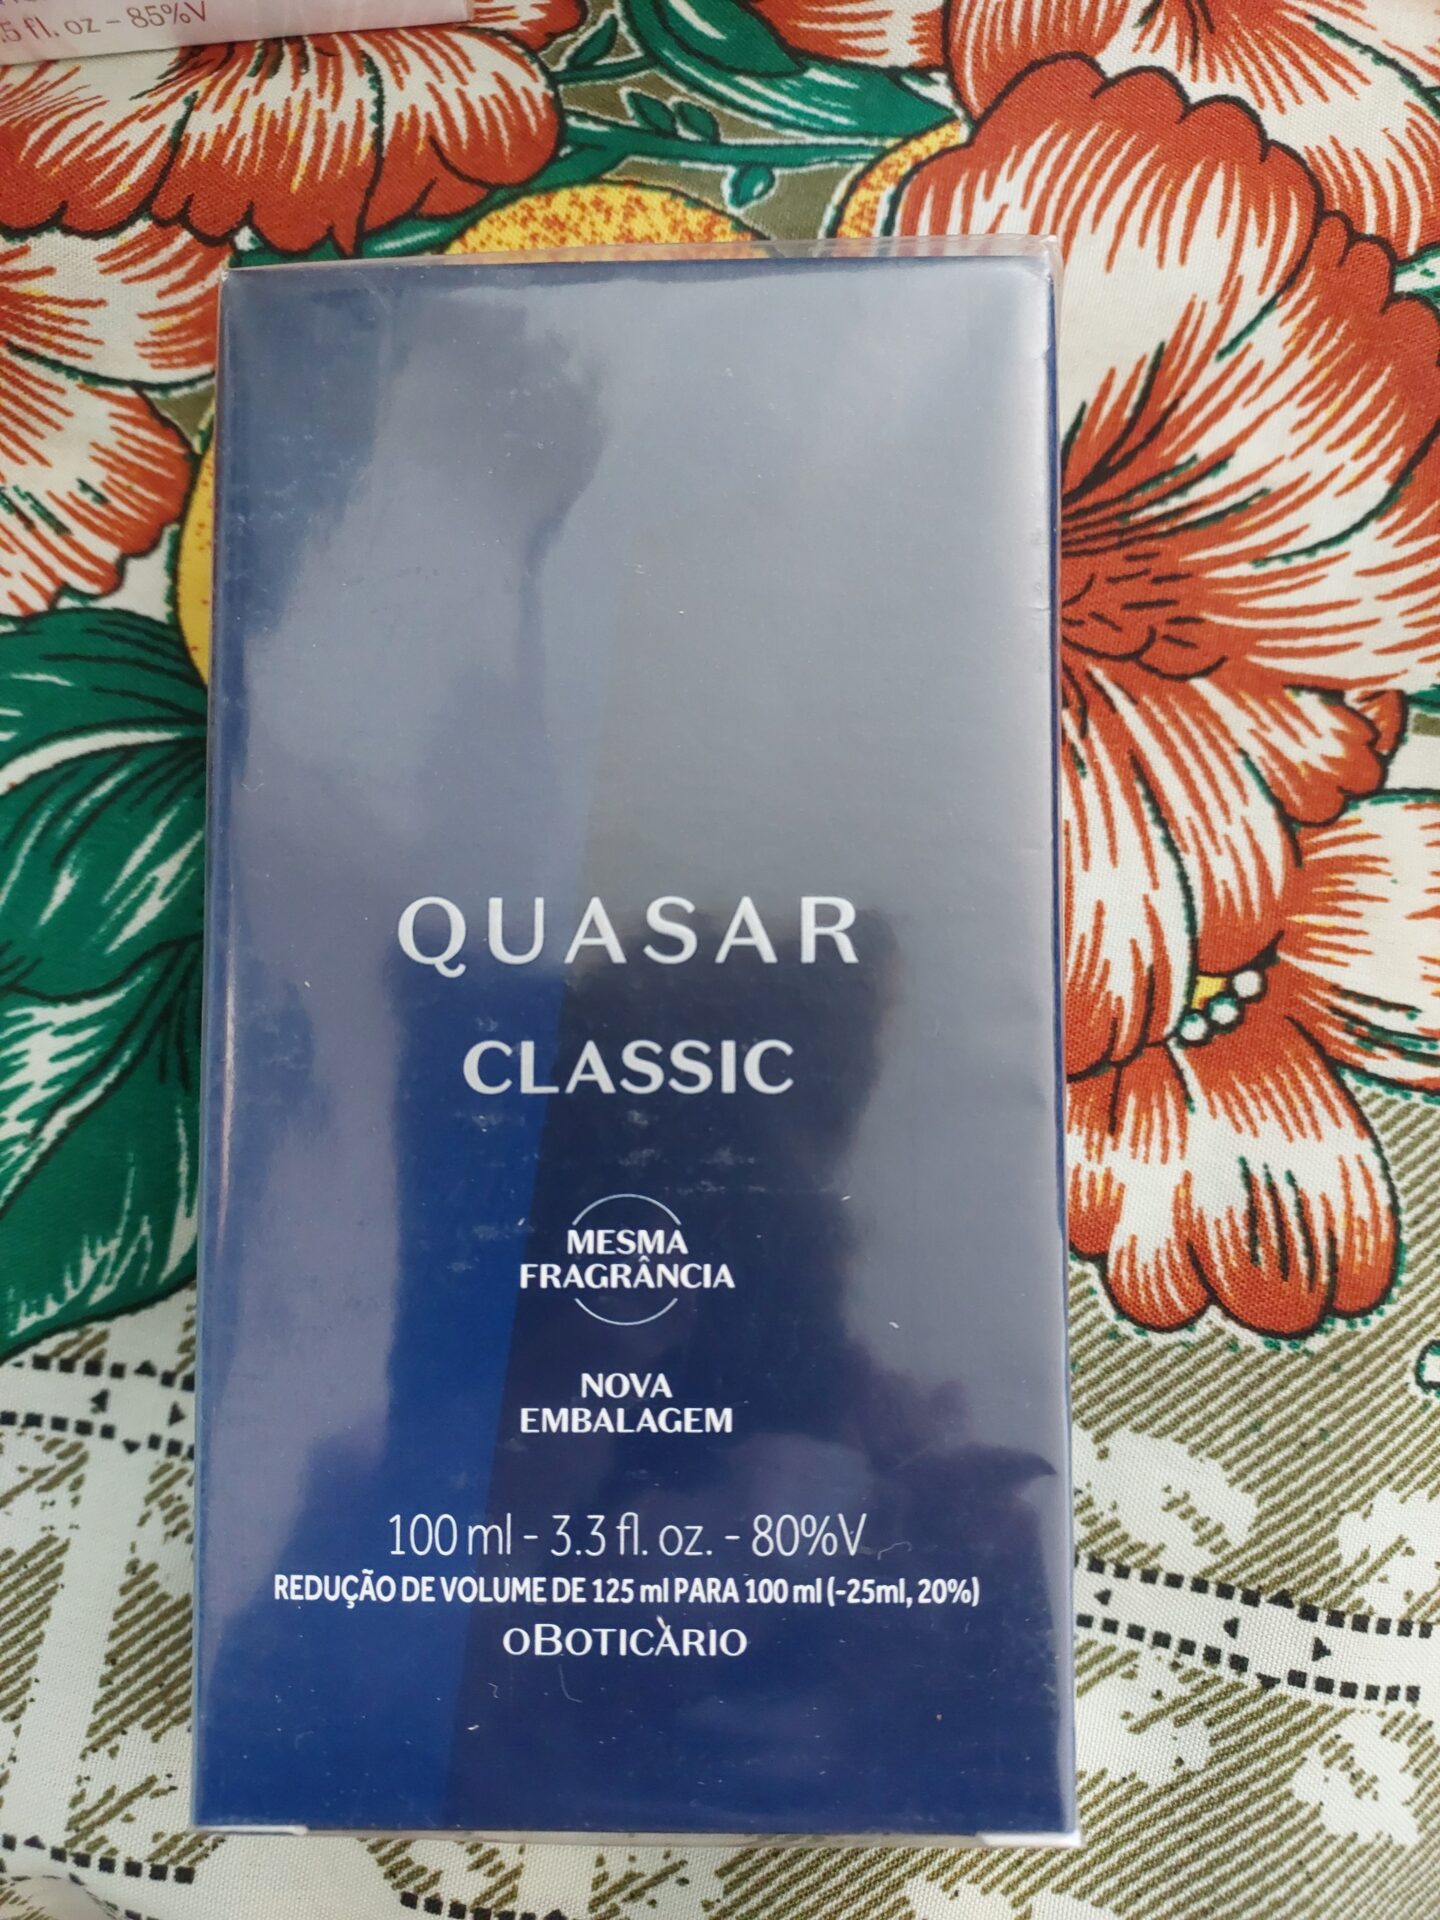 5 fl. oz - 85%V
QUASAR
CLASSIC
MESMA
FRAGRÂNCIA
NOVA
EMBALAGEM
100 ml - 3.3 fl. oz. - 80%V
REDUÇÃO DE VOLUME DE 125 ml PARA 100 ml (-25ml, 20%)
oBOTICÁRIO